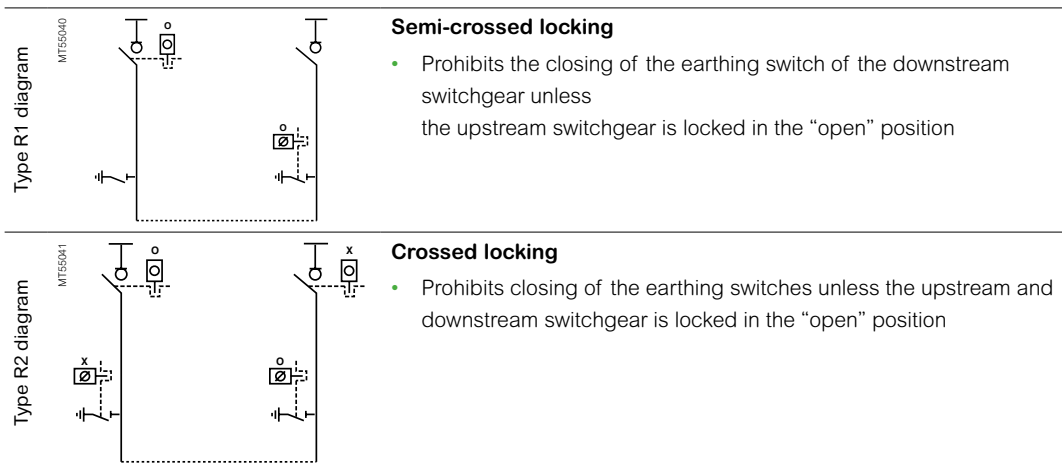 Type R1 diagram
MT55040
O
O
Semi-crossed locking
• Prohibits the closing of the earthing switch of the downstream
switchgear unless
the upstream switchgear is locked in the “open” position
Type R2 diagram
MT55041
O
X
X
O
Crossed locking
• Prohibits closing of the earthing switches unless the upstream and
downstream switchgear is locked in the “open” position